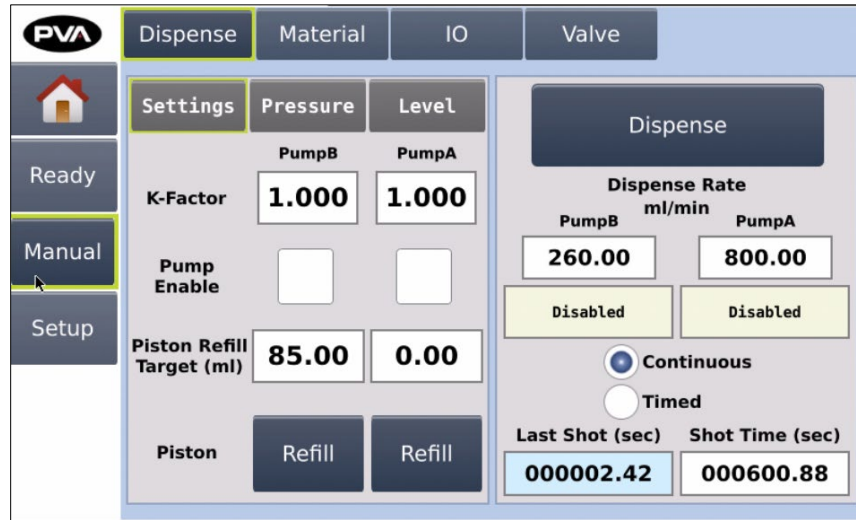 PVA
Dispense Material IO Valve
Ready
Manual
Setup
Settings Pressure Level
PumpB PumpA
K-Factor 1.000 1.000
Pump
Enable
Piston Refill
Target (ml) 85.00 0.00
Piston Refill Refill
Dispense
Dispense Rate
ml/min
PumpB PumpA
260.00 800.00
Disabled Disabled
Continuous
Timed
Last Shot (sec) Shot Time (sec)
000002.42 000600.88